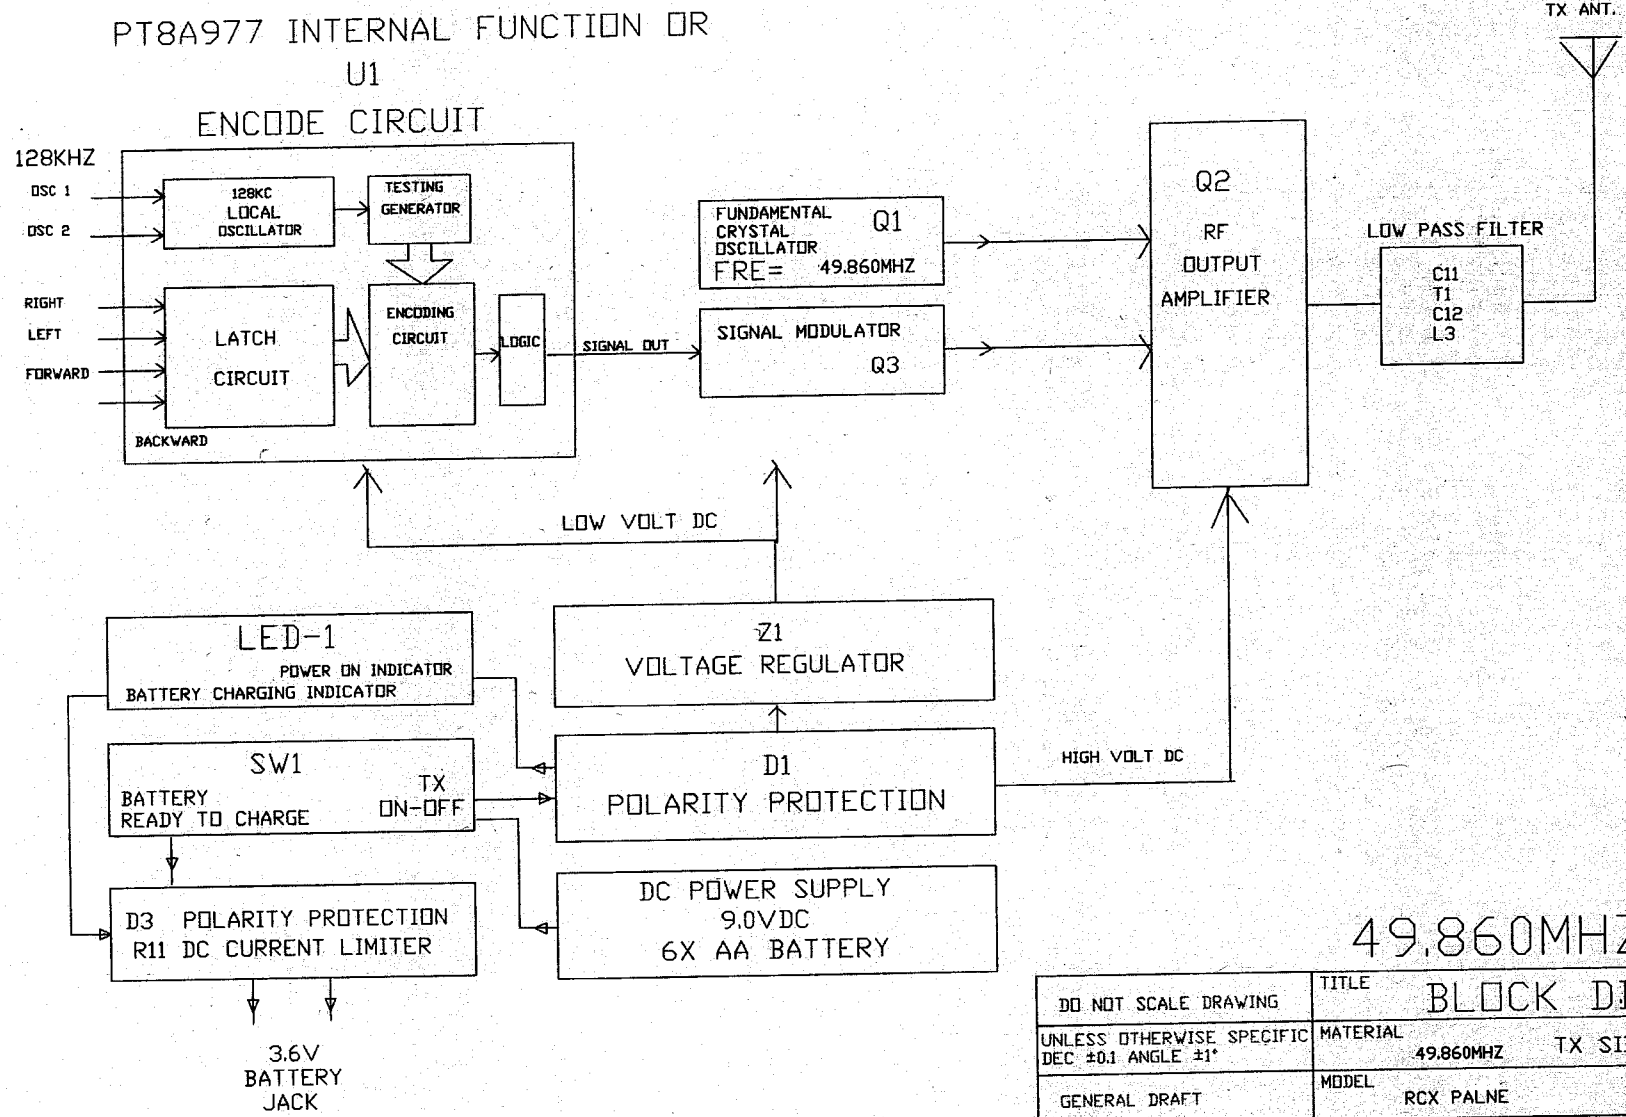 PT8A977 INTERNAL FUNCTION OR
U1
ENCODE CIRCUIT
TX ANT.
128KHZ
OSC 1
OSC 2
128KC
LOCAL
OSCILLATOR
TESTING
GENERATOR
RIGHT
LEFT
FORWARD
BACKWARD
LATCH
CIRCUIT
ENCODING
CIRCUIT
LOGIC
SIGNAL OUT
FUNDAMENTAL
CRYSTAL
OSCILLATOR
Q1
FRE= 49.860MHZ
SIGNAL MODULATOR
Q3
Q2
RF
OUTPUT
AMPLIFIER
LOW PASS FILTER
C11
T1
C12
L3
LOW VOLT DC
LED-1
POWER ON INDICATOR
BATTERY CHARGING INDICATOR
Z1
VOLTAGE REGULATOR
SW1
BATTERY
READY TO CHARGE
TX
ON-OFF
D1
POLARITY PROTECTION
HIGH VOLT DC
D3 POLARITY PROTECTION
R11 DC CURRENT LIMITER
DC POWER SUPPLY
9.0VDC
6X AA BATTERY
3.6V
BATTERY
JACK
49.860MHZ
DO NOT SCALE DRAWING
TITLE
BLOCK
UNLESS OTHERWISE SPECIFIC
DEC ±0.1 ANGLE ±1°
MATERIAL
49.860MHZ TX
GENERAL DRAFT
MODEL
RCX PALNE